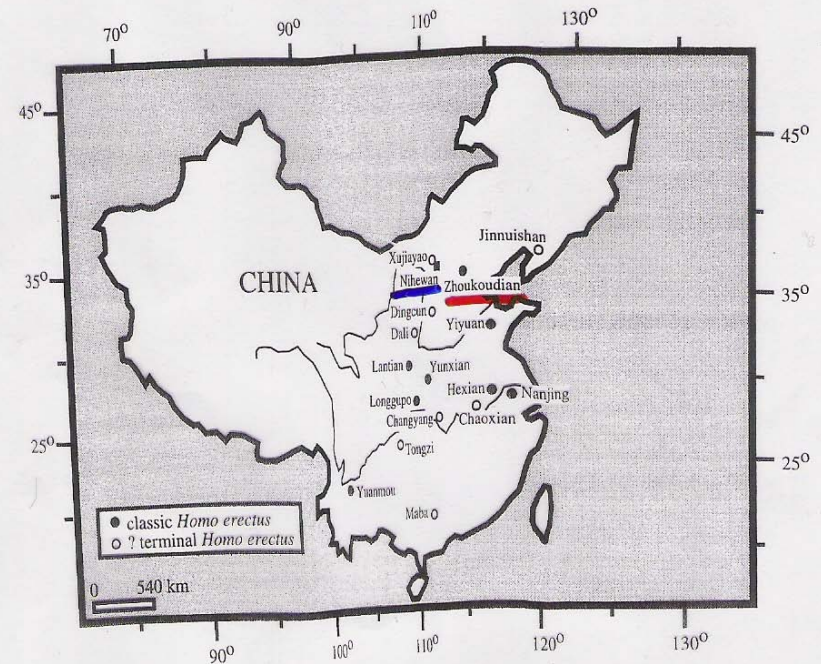 70° 90° 110° 130°
45° 45°
Jinnuishan
Xujiayao
Nihewan
Zhoukoudian
CHINA
35° 35°
Dingcun
Yiyuan
Dali
Lantian
Yunxian
Hexian
Nanjing
Longgupo
Changyang
Chaoxian
Tongzi
25° 25°
Yuanmou
Maba
classic Homo erectus
? terminal Homo erectus
0 540 km
90° 100° 110° 120° 130°